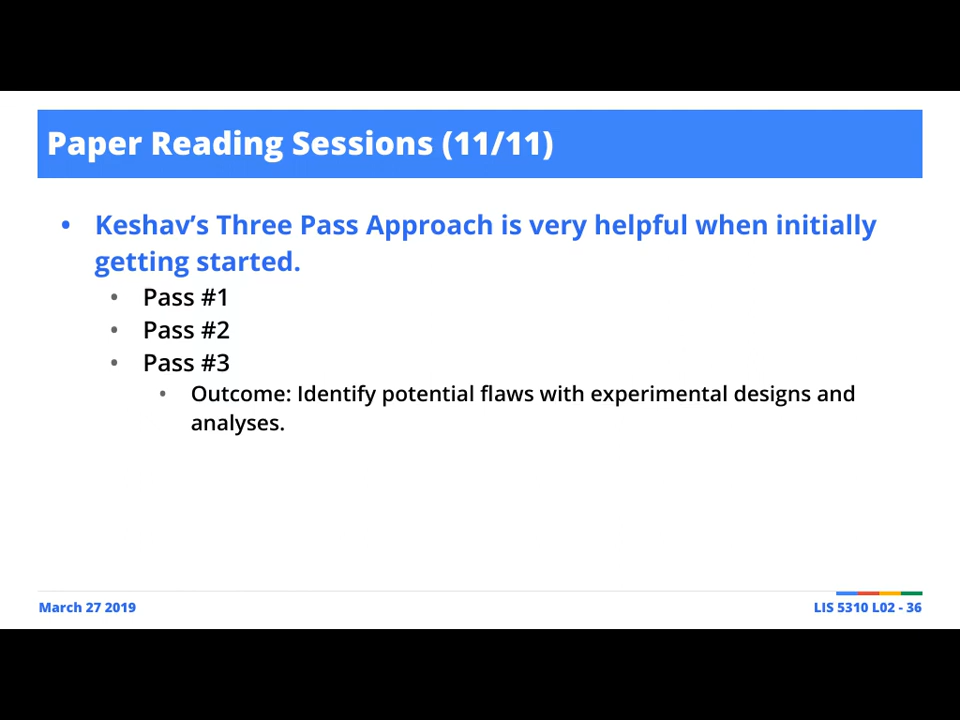 Paper Reading Sessions (11/11)
• Keshav’s Three Pass Approach is very helpful when initially
getting started.
• Pass #1
• Pass #2
• Pass #3
• Outcome: Identify potential flaws with experimental designs and
analyses.
March 27 2019
LIS 5310 L02 - 36